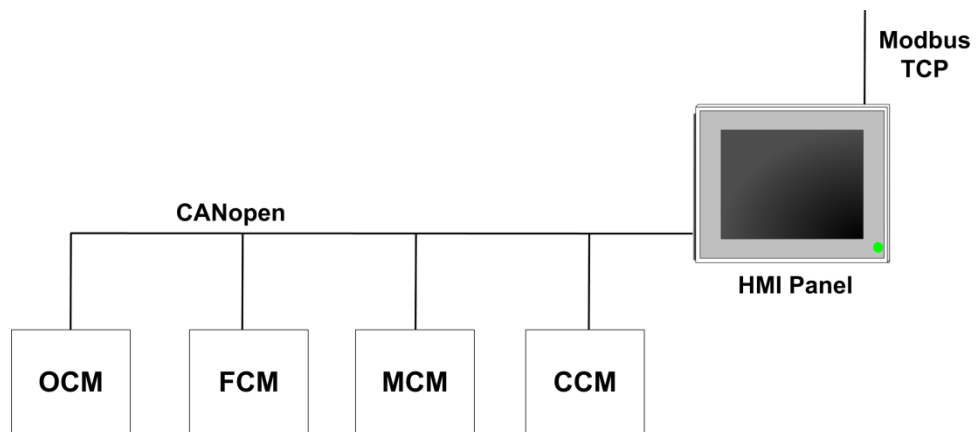 Modbus
TCP
CANopen
HMI Panel
OCM
FCM
MCM
CCM